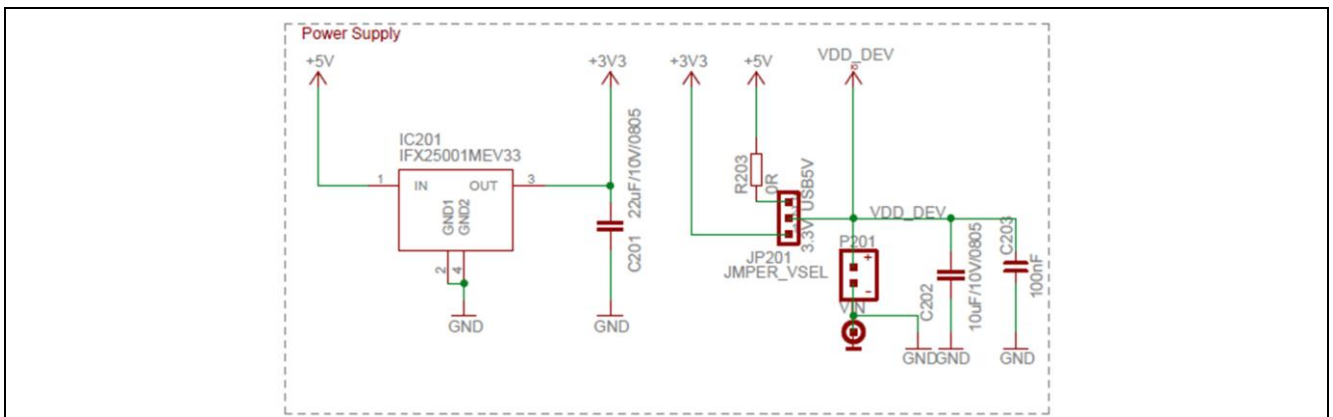 Power Supply
+5V
+3V3
+3V3
+5V
VDD_DEV
IC201
IFX25001MEV33
1
IN
OUT
3
GND1
GND2
2
4
GND
22uF/10V/0805
C201
GND
R203
0R
USB5V
3.3V
JP201
JMPER_VSEL
VDD_DEV
P201
+
-
VIN
GND
C202
10uF/10V/0805
GND
C203
100nF
GND